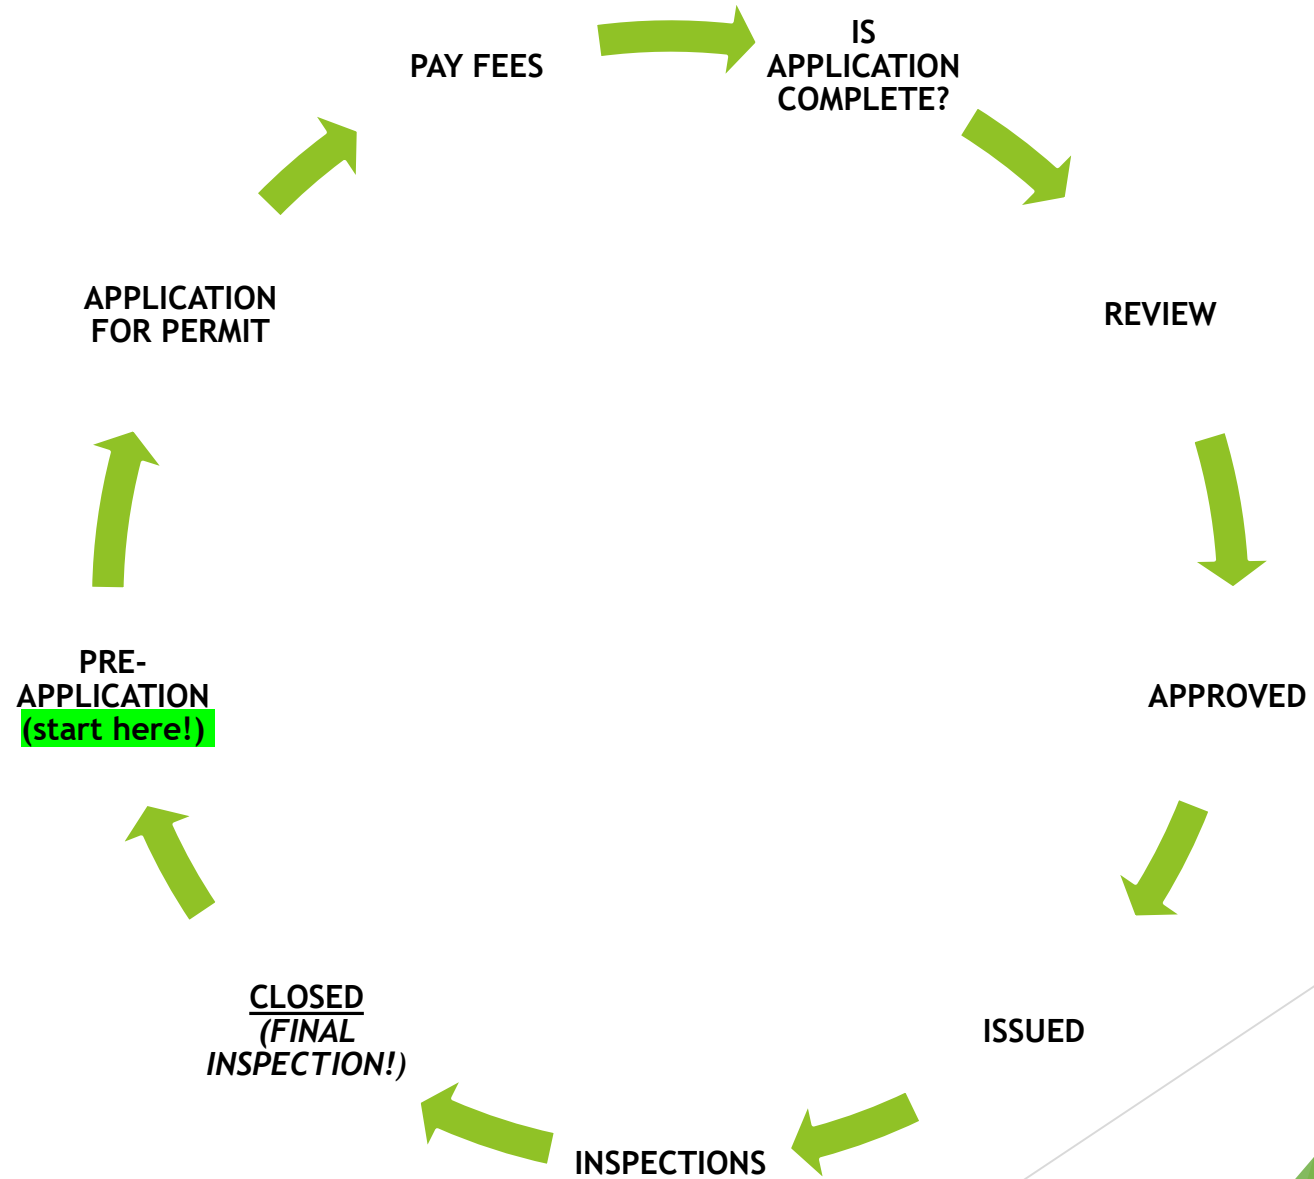 PAY FEES
IS
APPLICATION
COMPLETE?
REVIEW
APPROVED
ISSUED
INSPECTIONS
CLOSED
(FINAL
INSPECTION!)
PRE-
APPLICATION
(start here!)
APPLICATION
FOR PERMIT